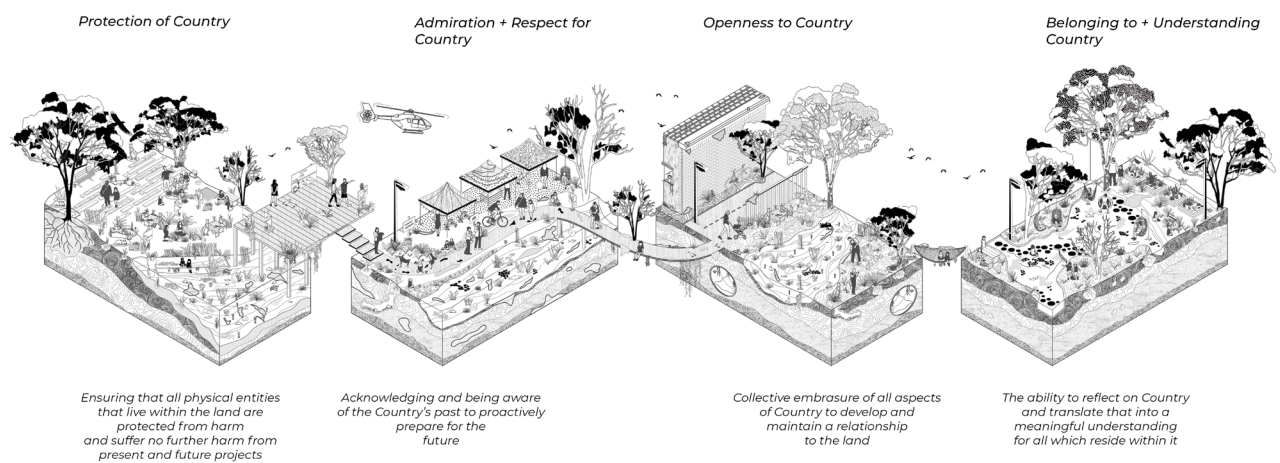 Protection of Country
Admiration + Respect for
Country
Openness to Country
Belonging to + Understanding
Country
Ensuring that all physical entities
that live within the land are
protected from harm
and suffer no further harm from
present and future projects
Acknowledging and being aware
of the Country's past to proactively
prepare for the
future
Collective embrasure of all aspects
of Country to develop and
maintain a relationship
to the land
The ability to reflect on Country
and translate that into a
meaningful understanding
for all which reside within it